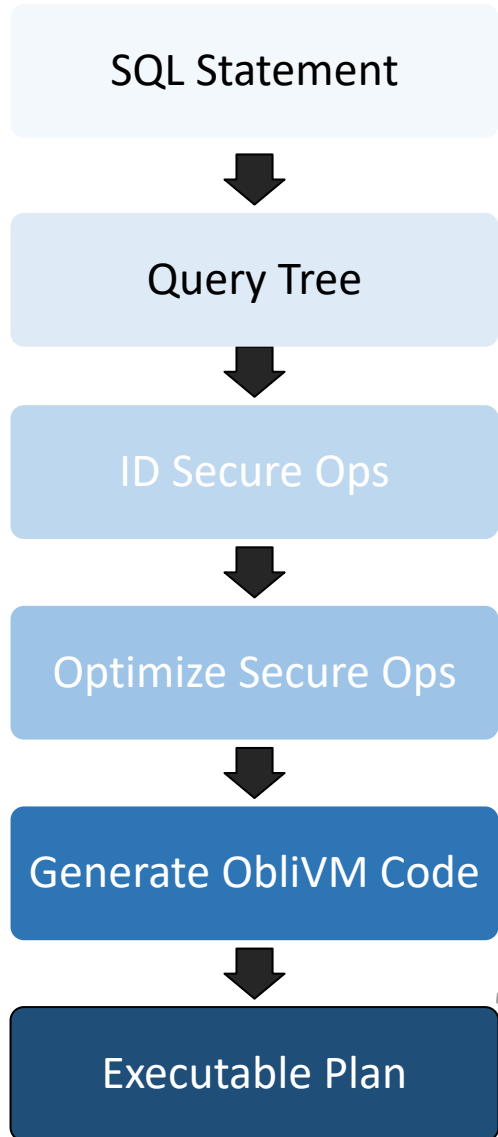 SQL Statement
Query Tree
ID Secure Ops
Optimize Secure Ops
Generate ObliVM Code
Executable Plan